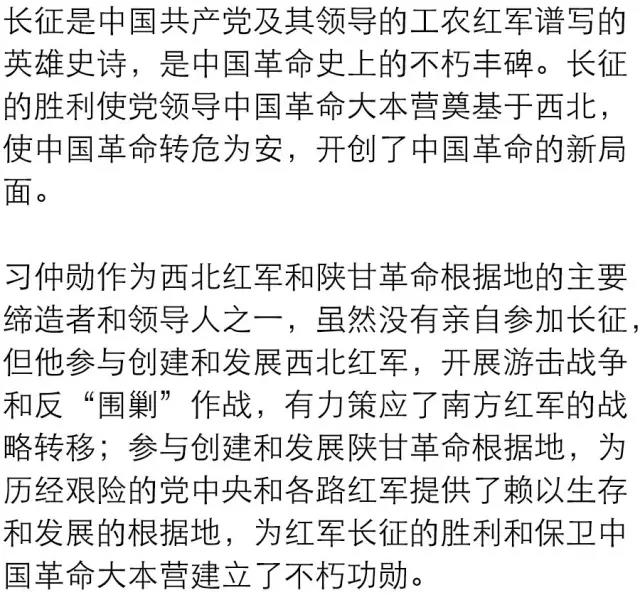 长征是中国共产党及其领导的工农红军谱写的
英雄史诗，是中国革命史上的不朽丰碑。长征
的胜利使党领导中国革命大本营奠基于西北，
使中国革命转危为安，开创了中国革命的新局
面。
习仲勋作为西北红军和陕甘革命根据地的主要
缔造者和领导人之一，虽然没有亲自参加长征，
但他参与创建和发展西北红军，开展游击战争
和反“围剿”作战，有力策应了南方红军的战
略转移；参与创建和发展陕甘革命根据地，为
历经艰险的党中央和各路红军提供了赖以生存
和发展的根据地，为红军长征的胜利和保卫中
国革命大本营建立了不朽功勋。